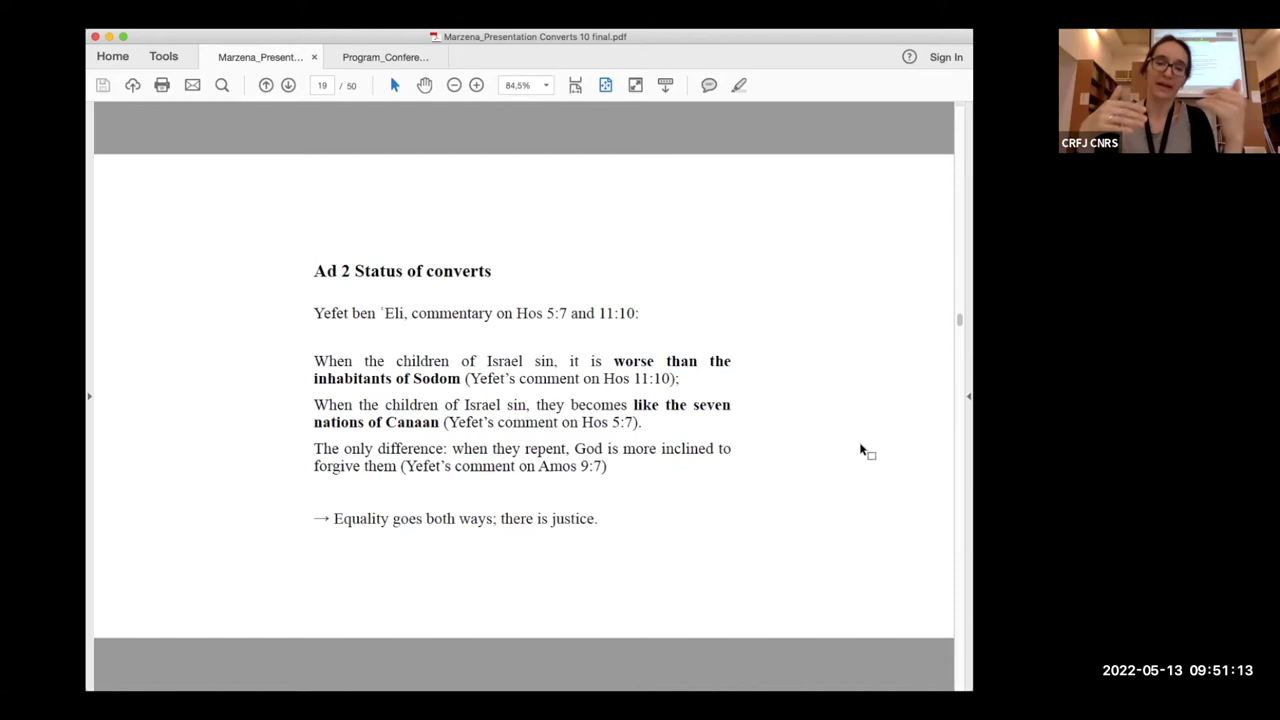 Marzena_Presentation Converts 10 final.pdf
Home
Tools
Marzena_Present...
Program_Confere...
Sign In
19 / 50
84,5%
Ad 2 Status of converts
Yefet ben ʿEli, commentary on Hos 5:7 and 11:10:
When the children of Israel sin, it is worse than the
inhabitants of Sodom (Yefet’s comment on Hos 11:10);
When the children of Israel sin, they becomes like the seven
nations of Canaan (Yefet’s comment on Hos 5:7).
The only difference: when they repent, God is more inclined to
forgive them (Yefet’s comment on Amos 9:7)
→ Equality goes both ways; there is justice.
CRFJ CNRS
2022-05-13 09:51:13